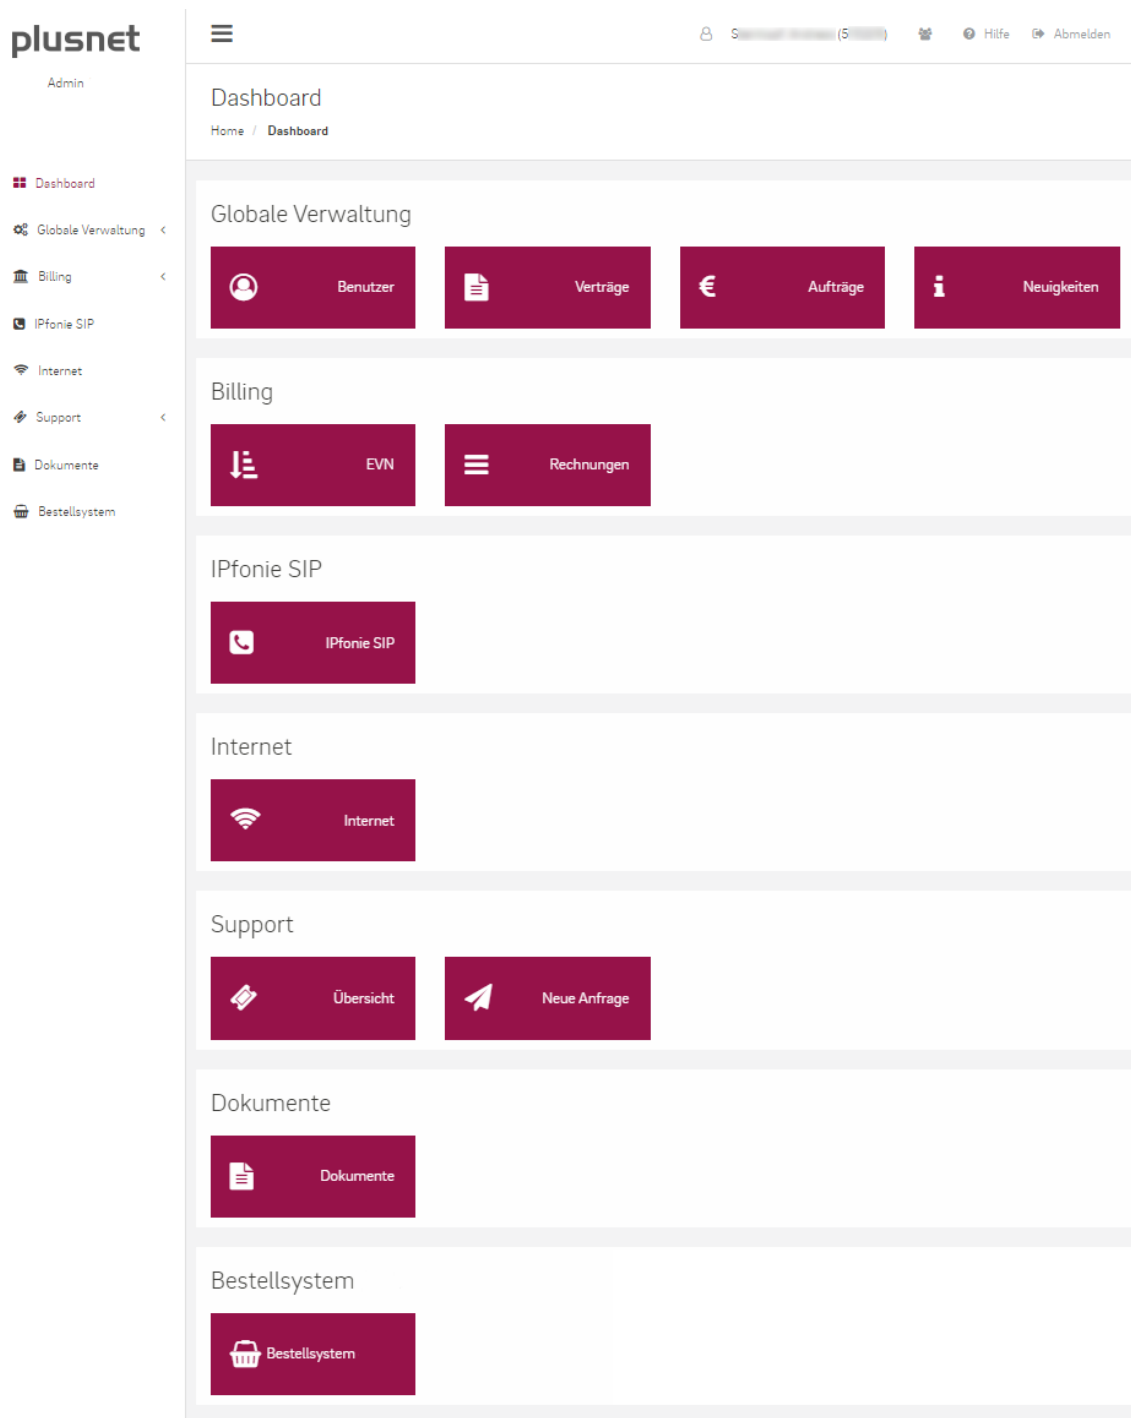 plusnet
Admin
Dashboard
Globale Verwaltung
Billing
IPfonie SIP
Internet
Support
Dokumente
Bestellsystem
Hilfe
Abmelden
Dashboard
Home / Dashboard
Globale Verwaltung
Benutzer
Verträge
Aufträge
Neuigkeiten
Billing
EVN
Rechnungen
IPfonie SIP
IPfonie SIP
Internet
Internet
Support
Übersicht
Neue Anfrage
Dokumente
Dokumente
Bestellsystem
Bestellsystem